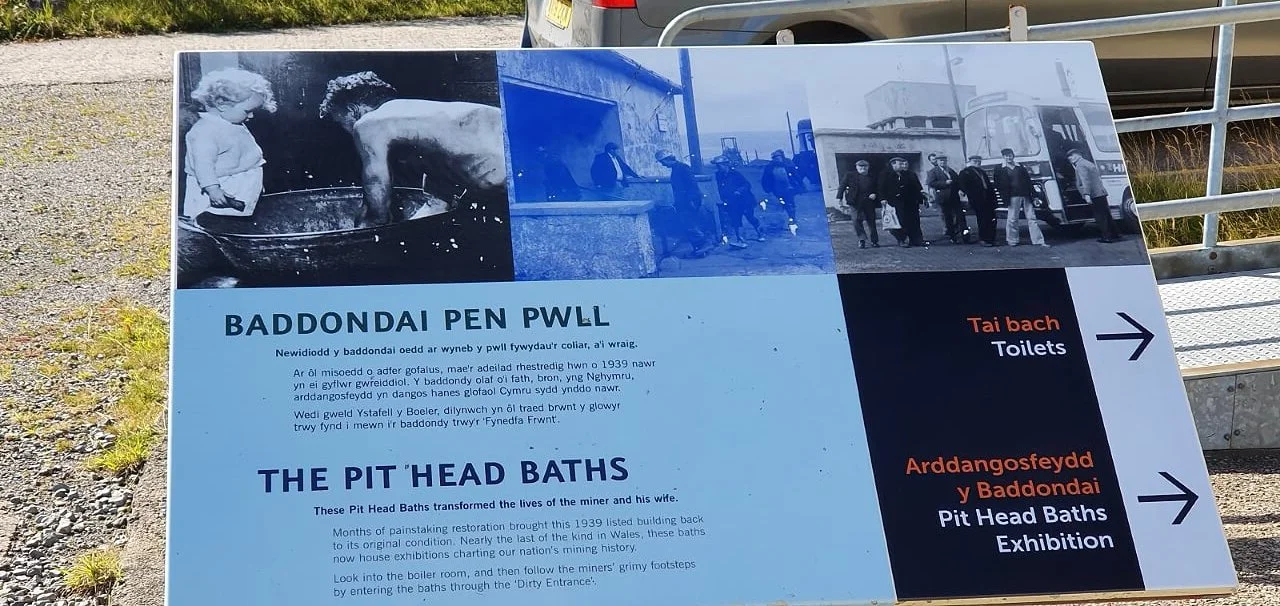 BADDONDAI PEN PWLL
Newidiodd y baddondai oedd ar wyneb y pwll fywydau'r coliar, a'i wraig.
Ar ôl misoedd o adfer gofalus, mae'r adeilad rhestredig hwn o 1939 nawr
yn ei gyflwr gwreiddiol. Y baddondy olaf o'i fath, bron, yng Nghymru,
arddangosfeydd yn dangos hanes glofaol Cymru sydd ynddo nawr.
Wedi gweld Ystafell y Boeler, dilynwch yn ôl traed brwnt y glowyr
trwy fynd i mewn i'r baddondy trwy'r 'Fynedfa Frwnt'.
THE PIT HEAD BATHS
These Pit Head Baths transformed the lives of the miner and his wife.
Months of painstaking restoration brought this 1939 listed building back
to its original condition. Nearly the last of the kind in Wales, these baths
now house exhibitions charting our nation's mining history.
Look into the boiler room, and then follow the miners' grimy footsteps
by entering the baths through the 'Dirty Entrance'.
Tai bach
Toilets
Arddangosfeydd
y Baddondai
Pit Head Baths
Exhibition